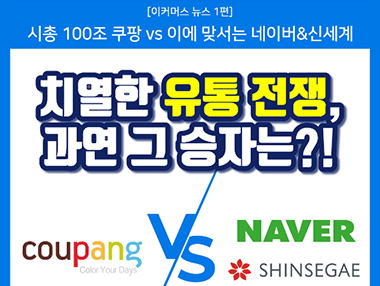 [이커머스 뉴스 1편]
시총 100조 쿠팡 vs 이에 맞서는 네이버&신세계
치열한 유통 전쟁,
과연 그 승자는?!
coupang
Color Your Days
VS
NAVER
SHINSEGAE